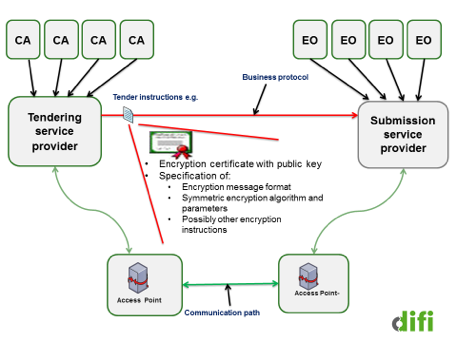 CA CA CA CA EO EO EO EO
Business protocol
Tender instructions e.g.
Tendering
service
provider
Submission
service
provider
• Encryption certificate with public key
• Specification of:
• Encryption message format
• Symmetric encryption algorithm and
parameters
• Possibly other encryption
instructions
Access Point
Access Point-
Communication path
difi